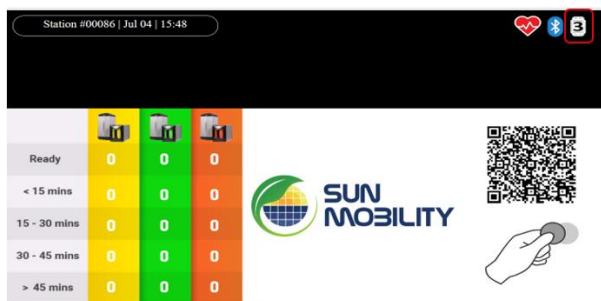 Station #00086 | Jul 04 | 15:48
3
Ready 0 0 0
< 15 mins 0 0 0
15 - 30 mins 0 0 0
30 - 45 mins 0 0 0
> 45 mins 0 0 0
SUN
MOBILITY